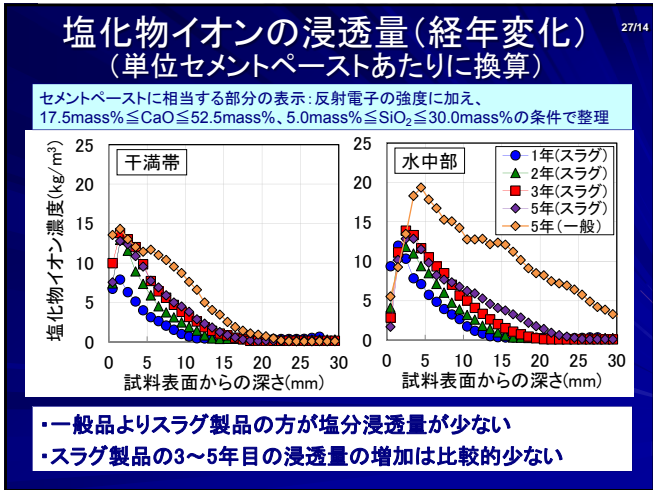 塩化物イオンの浸透量(経年変化)
27/14
(単位セメントペーストあたりに換算)
セメントペーストに相当する部分の表示:反射電子の強度に加え、
17.5mass%≦CaO≦52.5mass%、5.0mass%≦SiO₂≦30.0mass%の条件で整理
塩化物イオン濃度(kg/m³)
25
20
15
10
5
0
干満帯
0 5 10 15 20 25 30
試料表面からの深さ(mm)
25
20
15
10
5
0
水中部
1年(スラグ)
2年(スラグ)
3年(スラグ)
5年(スラグ)
5年(一般)
0 5 10 15 20 25 30
試料表面からの深さ(mm)
・一般品よりスラグ製品の方が塩分浸透量が少ない
・スラグ製品の3～5年目の浸透量の増加は比較的少ない